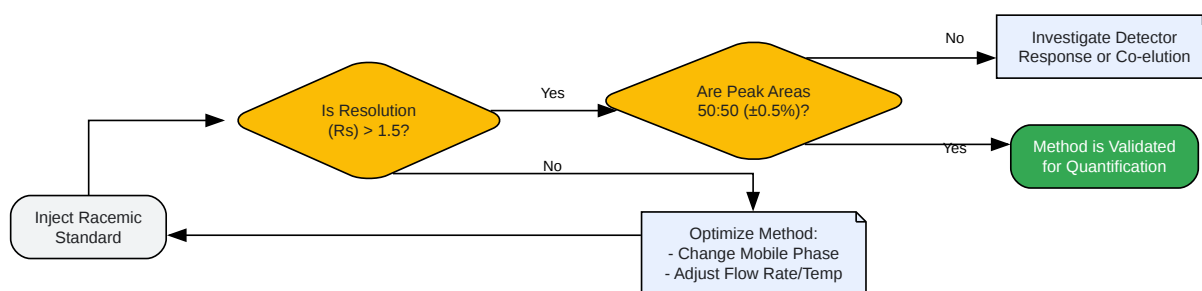 Inject Racemic
Standard
Is Resolution
(Rs) > 1.5?
Yes
No
Are Peak Areas
50:50 (±0.5%)?
No
Yes
Investigate Detector
Response or Co-elution
Method is Validated
for Quantification
Optimize Method:
- Change Mobile Phase
- Adjust Flow Rate/Temp